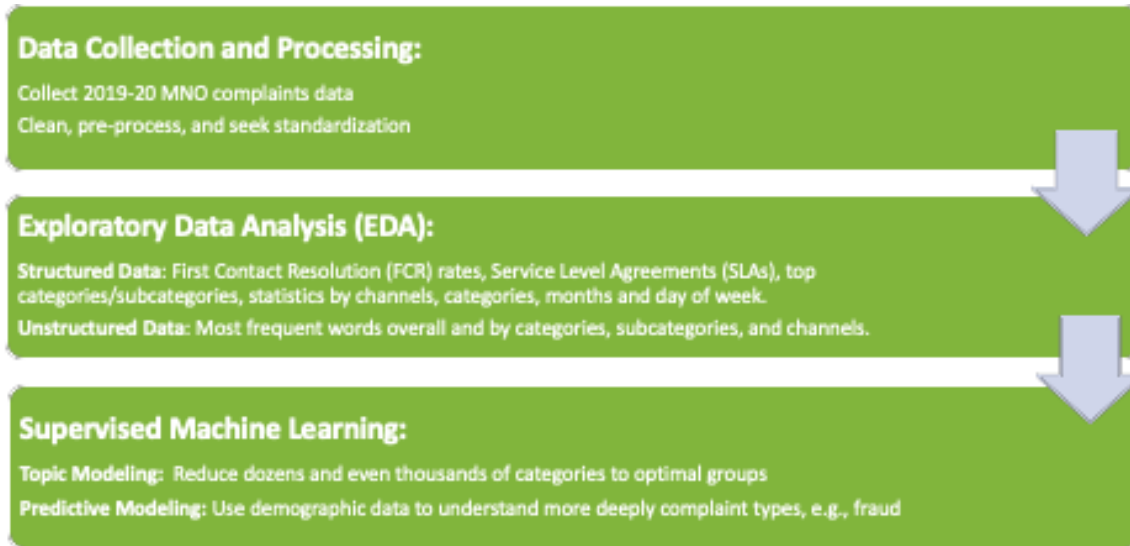 Data Collection and Processing:
Collect 2019-20 MNO complaints data
Clean, pre-process, and seek standardization
Exploratory Data Analysis (EDA):
Structured Data: First Contact Resolution (FCR) rates, Service Level Agreements (SLAs), top
categories/subcategories, statistics by channels, categories, months and day of week.
Unstructured Data: Most frequent words overall and by categories, subcategories, and channels.
Supervised Machine Learning:
Topic Modeling: Reduce dozens and even thousands of categories to optimal groups
Predictive Modeling: Use demographic data to understand more deeply complaint types, e.g., fraud